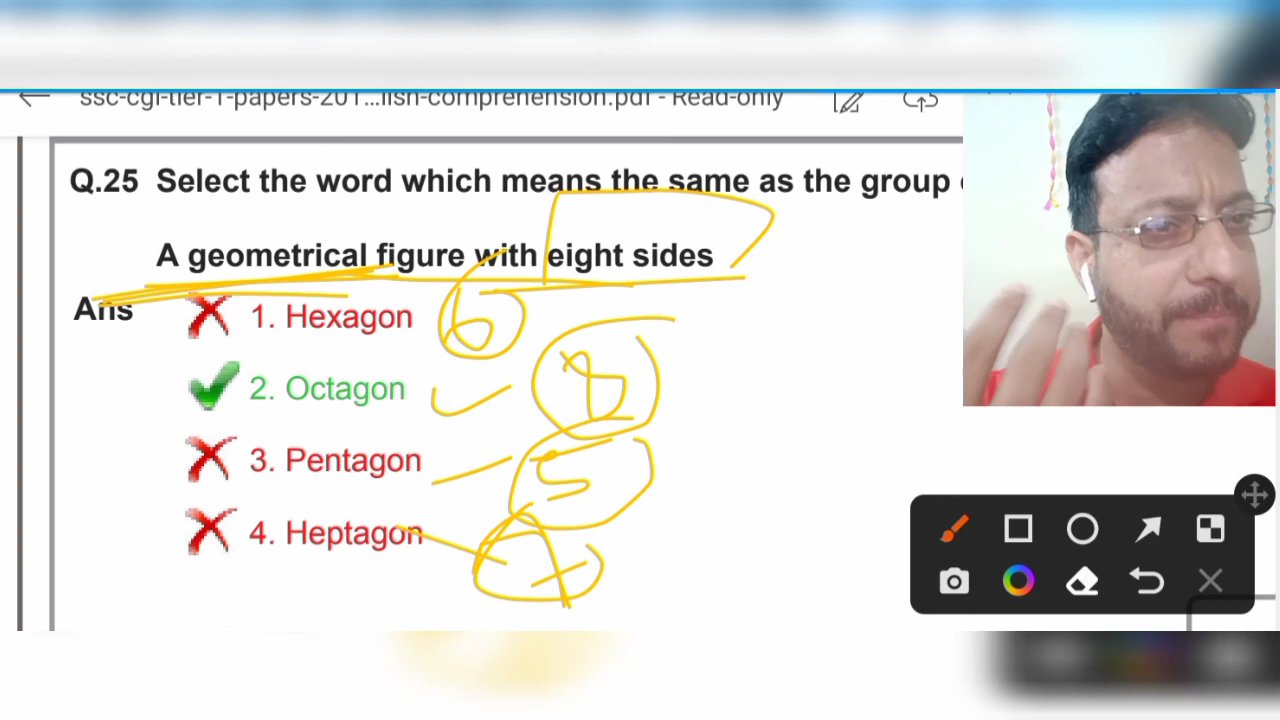 ssc-cgl-tier-1-papers-201...lish-comprehension.pdf - Read-only
Q.25 Select the word which means the same as the group
A geometrical figure with eight sides
Ans
1. Hexagon 6
2. Octagon 8
3. Pentagon 5
4. Heptagon 7